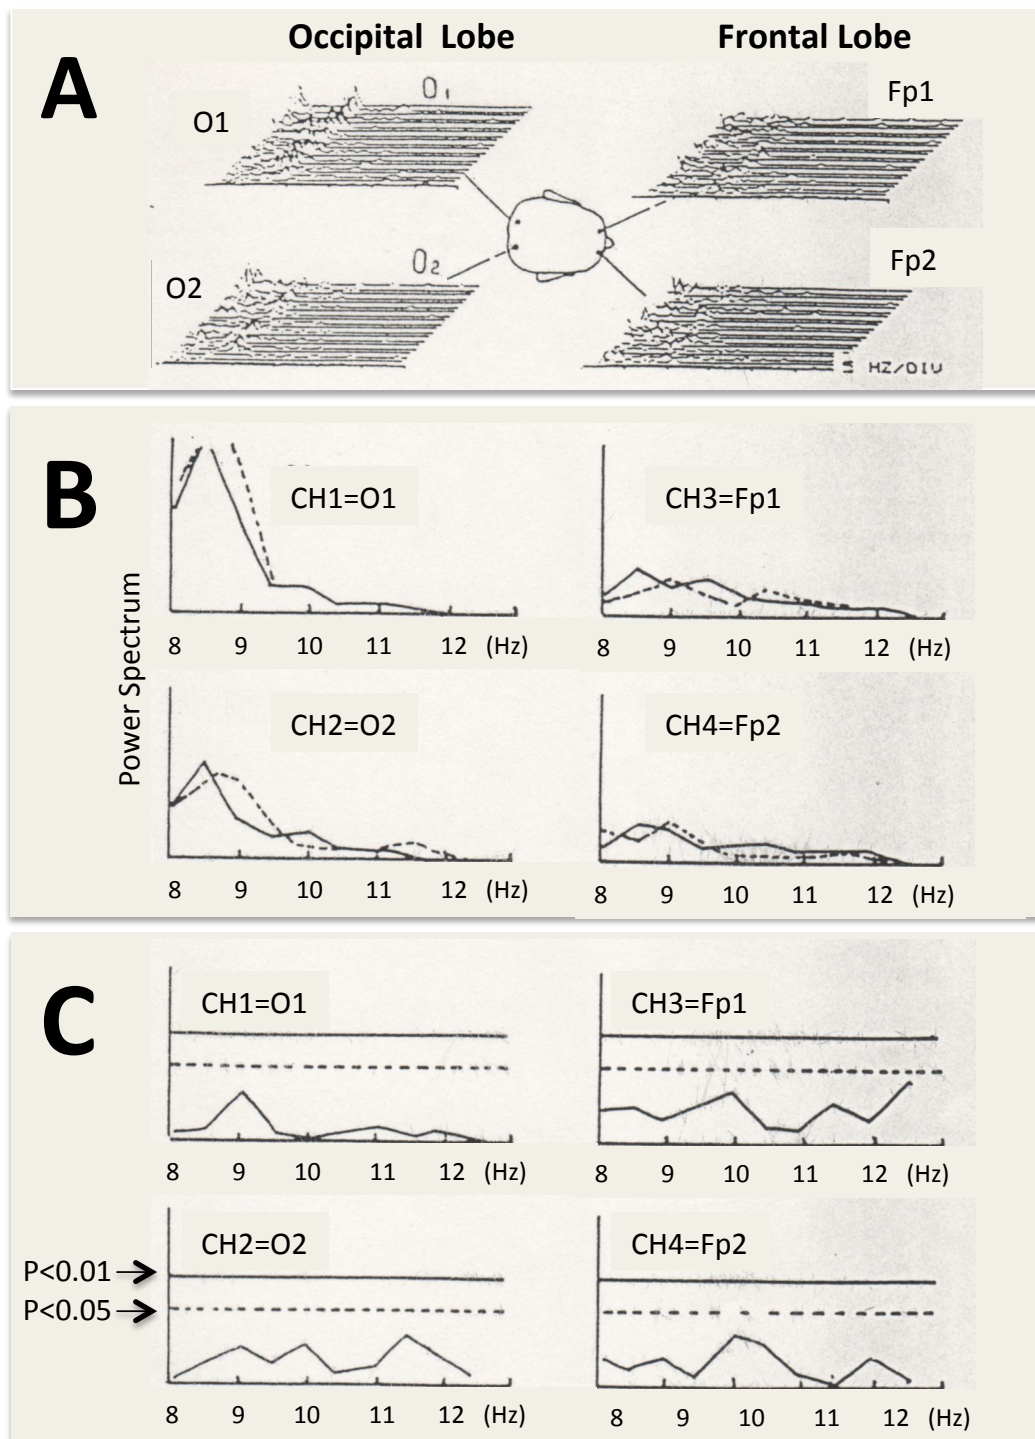 Occipital Lobe
Frontal Lobe
A
O1
O₁
Fp1
O2
O₂
Fp2
HZ/DIV
B
Power Spectrum
CH1=O1
8 9 10 11 12 (Hz)
CH3=Fp1
8 9 10 11 12 (Hz)
CH2=O2
8 9 10 11 12 (Hz)
CH4=Fp2
8 9 10 11 12 (Hz)
C
CH1=O1
8 9 10 11 12 (Hz)
CH3=Fp1
8 9 10 11 12 (Hz)
CH2=O2
P<0.01
P<0.05
8 9 10 11 12 (Hz)
CH4=Fp2
8 9 10 11 12 (Hz)